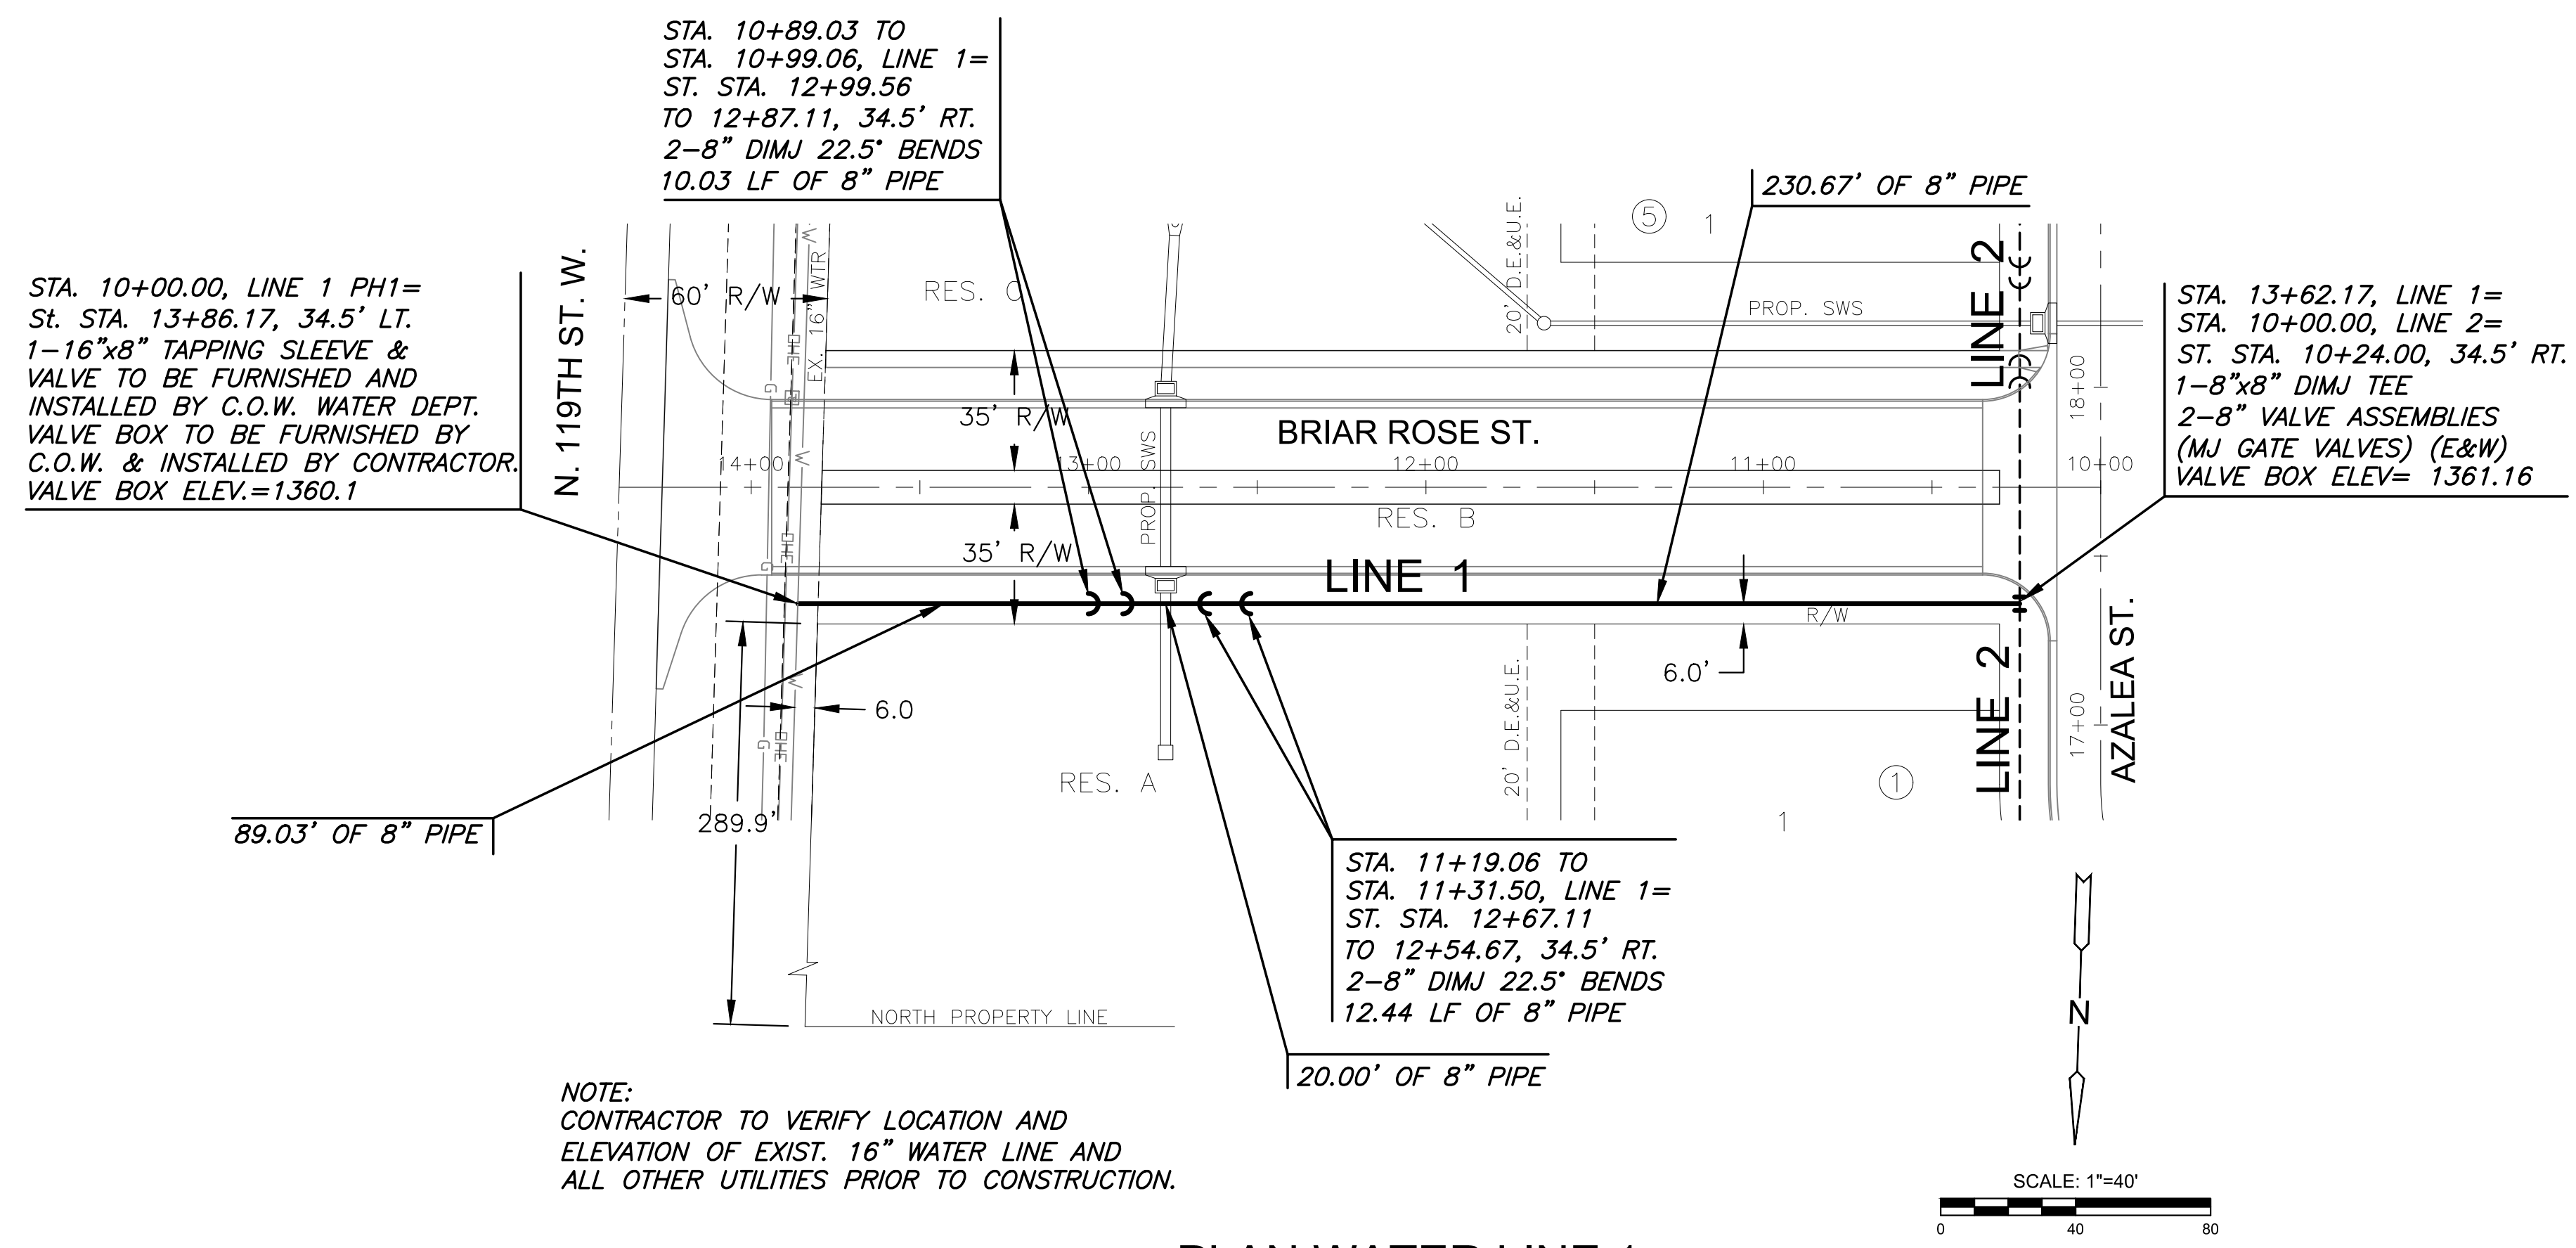 STA. 10+89.03 TO
STA. 10+99.06, LINE 1=
ST. STA. 12+99.56
TO 12+87.11, 34.5' RT.
2-8" DIMJ 22.5° BENDS
10.03 LF OF 8" PIPE
230.67' OF 8" PIPE
STA. 10+00.00, LINE 1 PH1=
St. STA. 13+86.17, 34.5' LT.
1-16"x8" TAPPING SLEEVE &
VALVE TO BE FURNISHED AND
INSTALLED BY C.O.W. WATER DEPT.
VALVE BOX TO BE FURNISHED BY
C.O.W. & INSTALLED BY CONTRACTOR.
VALVE BOX ELEV.=1360.1
N. 119TH ST. W.
60' R/W
EX. 16" WTR
W
OHE
G
W
OHE
G
W
OHE
G
RES. C
35' R/W
35' R/W
PROP. SWS
BRIAR ROSE ST.
14+00
13+00
12+00
11+00
10+00
RES. B
LINE 1
20' D.E.&U.E.
5
1
PROP. SWS
LINE 2
18+00
STA. 13+62.17, LINE 1=
STA. 10+00.00, LINE 2=
ST. STA. 10+24.00, 34.5' RT.
1-8"x8" DIMJ TEE
2-8" VALVE ASSEMBLIES
(MJ GATE VALVES) (E&W)
VALVE BOX ELEV= 1361.16
R/W
6.0'
6.0
LINE 2
17+00
AZALEA ST.
20' D.E.&U.E.
1
1
RES. A
289.9'
89.03' OF 8" PIPE
STA. 11+19.06 TO
STA. 11+31.50, LINE 1=
ST. STA. 12+67.11
TO 12+54.67, 34.5' RT.
2-8" DIMJ 22.5° BENDS
12.44 LF OF 8" PIPE
NORTH PROPERTY LINE
20.00' OF 8" PIPE
N
NOTE:
CONTRACTOR TO VERIFY LOCATION AND
ELEVATION OF EXIST. 16" WATER LINE AND
ALL OTHER UTILITIES PRIOR TO CONSTRUCTION.
SCALE: 1"=40'
0 40 80
PLAN WATER LINE 1